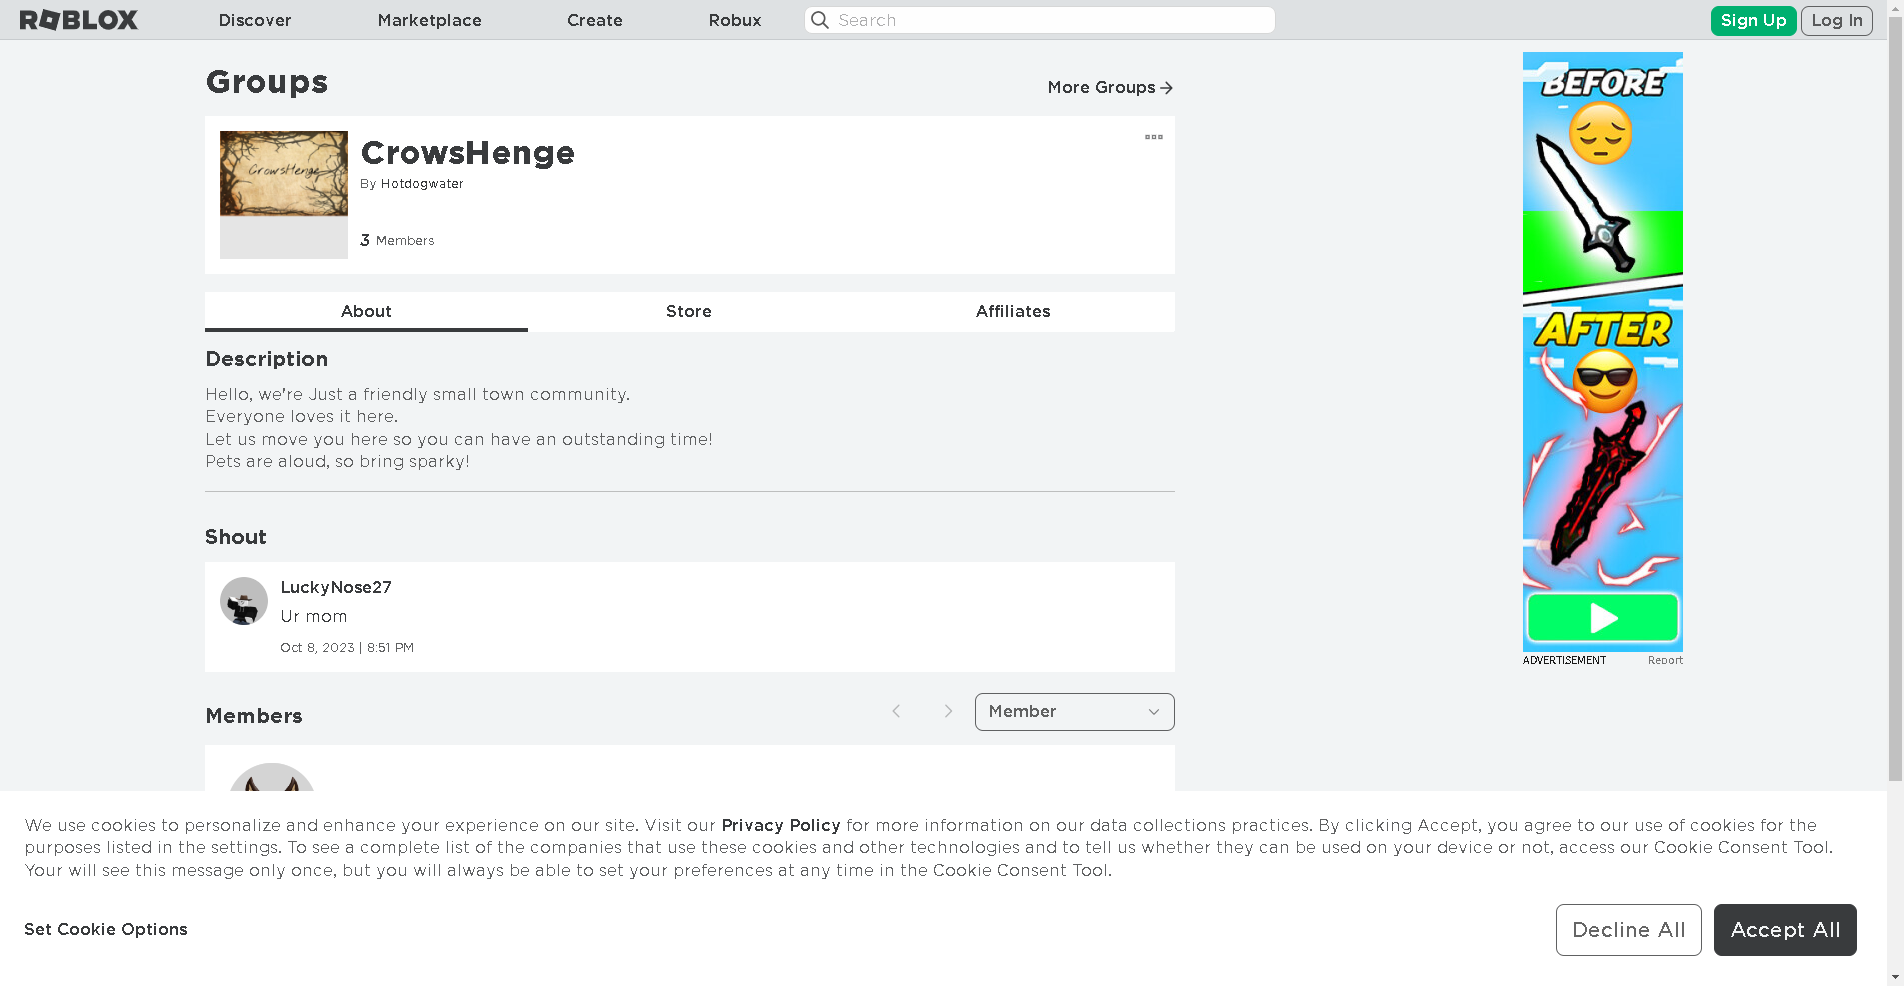 ROBLOX
Discover
Marketplace
Create
Robux
Search
Sign Up
Log In
Groups
More Groups
CrowsHenge
CrowsHenge
By Hotdogwater
3 Members
About
Store
Affiliates
Description
Hello, we're Just a friendly small town community.
Everyone loves it here.
Let us move you here so you can have an outstanding time!
Pets are aloud, so bring sparky!
Shout
LuckyNose27
Ur mom
Oct 8, 2023 | 8:51 PM
Members
Member
BEFORE
AFTER
ADVERTISEMENT
Report
We use cookies to personalize and enhance your experience on our site. Visit our Privacy Policy for more information on our data collections practices. By clicking Accept, you agree to our use of cookies for the
purposes listed in the settings. To see a complete list of the companies that use these cookies and other technologies and to tell us whether they can be used on your device or not, access our Cookie Consent Tool.
Your will see this message only once, but you will always be able to set your preferences at any time in the Cookie Consent Tool.
Set Cookie Options
Decline All
Accept All